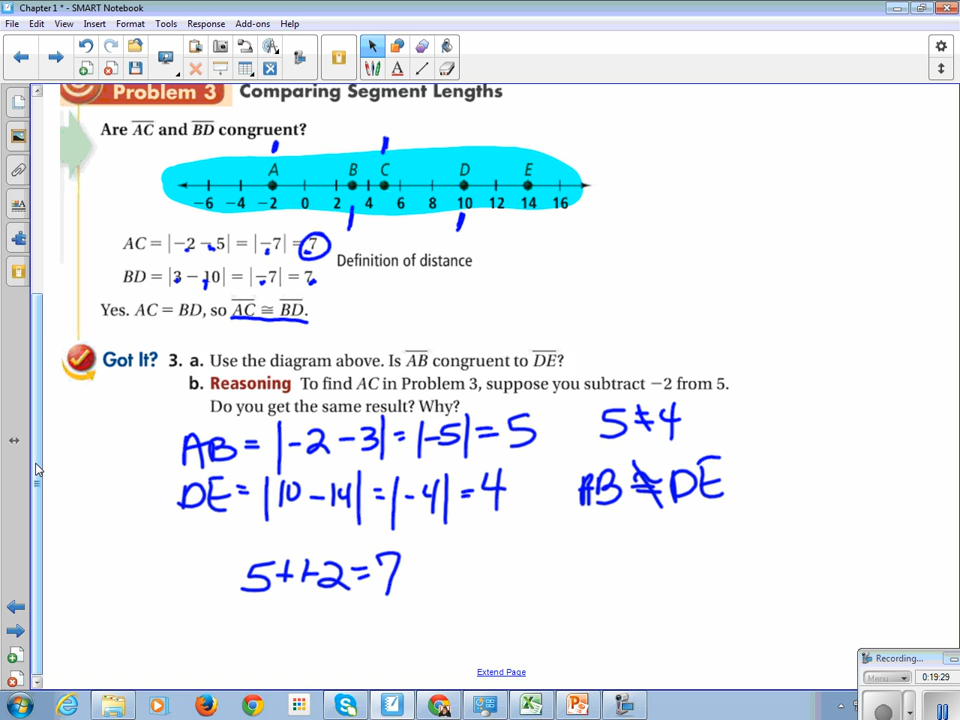 Chapter1 * - SMART Notebook
File Edit View Insert Format Tools Response Add-ons Help
Problem 3 Comparing Segment Lengths
Are AC and BD congruent?
A B C D E
−6 −4 −2 0 2 4 6 8 10 12 14 16
AC = |−2 − 5| = |−7| = 7
Definition of distance
BD = |3 − 10| = |−7| = 7
Yes. AC = BD, so AC ≅ BD.
Got It? 3. a. Use the diagram above. Is AB congruent to DE?
b. Reasoning To find AC in Problem 3, suppose you subtract −2 from 5.
Do you get the same result? Why?
AB = |-2 - 3| = |-5| = 5
5 ≠ 4
DE = |10 - 14| = |-4| = 4
AB ≇ DE
5 + + 2 = 7
Extend Page
Recording...
Menu
0:19:29